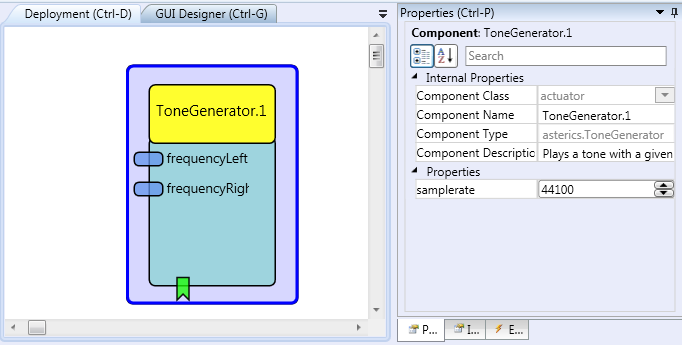 Deployment (Ctrl-D)
GUI Designer (Ctrl-G)
ToneGenerator.1
frequencyLeft
frequencyRigh
Properties (Ctrl-P)
Component: ToneGenerator.1
A
Z
Search
Internal Properties
Component Class actuator
Component Name ToneGenerator.1
Component Type asterics.ToneGenerator
Component Descriptio Plays a tone with a given
Properties
samplerate 44100
P... I... E...